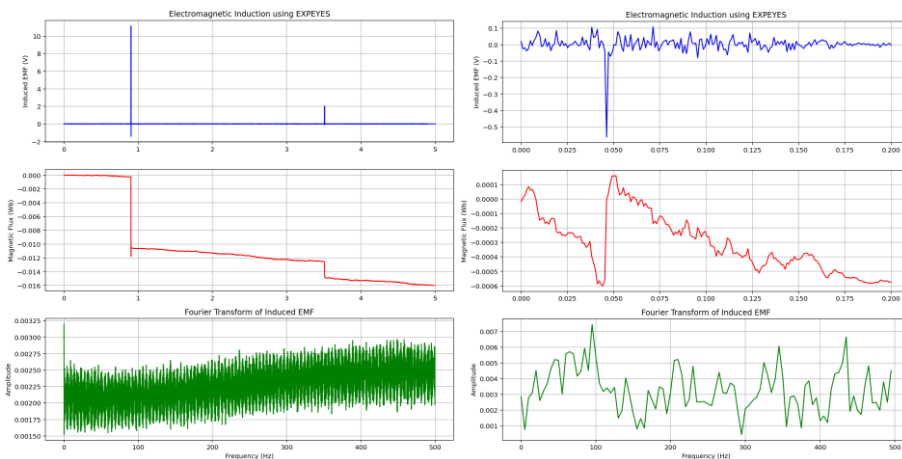 Electromagnetic Induction using EXPEYES
Induced EMF (V)
10
8
6
4
2
0
−2
0 1 2 3 4 5
Magnetic Flux (Wb)
0.000
−0.002
−0.004
−0.006
−0.008
−0.010
−0.012
−0.014
−0.016
0 1 2 3 4 5
Fourier Transform of Induced EMF
Amplitude
0.00325
0.00300
0.00275
0.00250
0.00225
0.00200
0.00175
0.00150
0 100 200 300 400 500
Frequency (Hz)
Electromagnetic Induction using EXPEYES
Induced EMF (V)
0.1
0.0
−0.1
−0.2
−0.3
−0.4
−0.5
0.000 0.025 0.050 0.075 0.100 0.125 0.150 0.175 0.200
Magnetic Flux (Wb)
0.0001
0.0000
−0.0001
−0.0002
−0.0003
−0.0004
−0.0005
−0.0006
0.000 0.025 0.050 0.075 0.100 0.125 0.150 0.175 0.200
Fourier Transform of Induced EMF
Amplitude
0.007
0.006
0.005
0.004
0.003
0.002
0.001
0 100 200 300 400 500
Frequency (Hz)